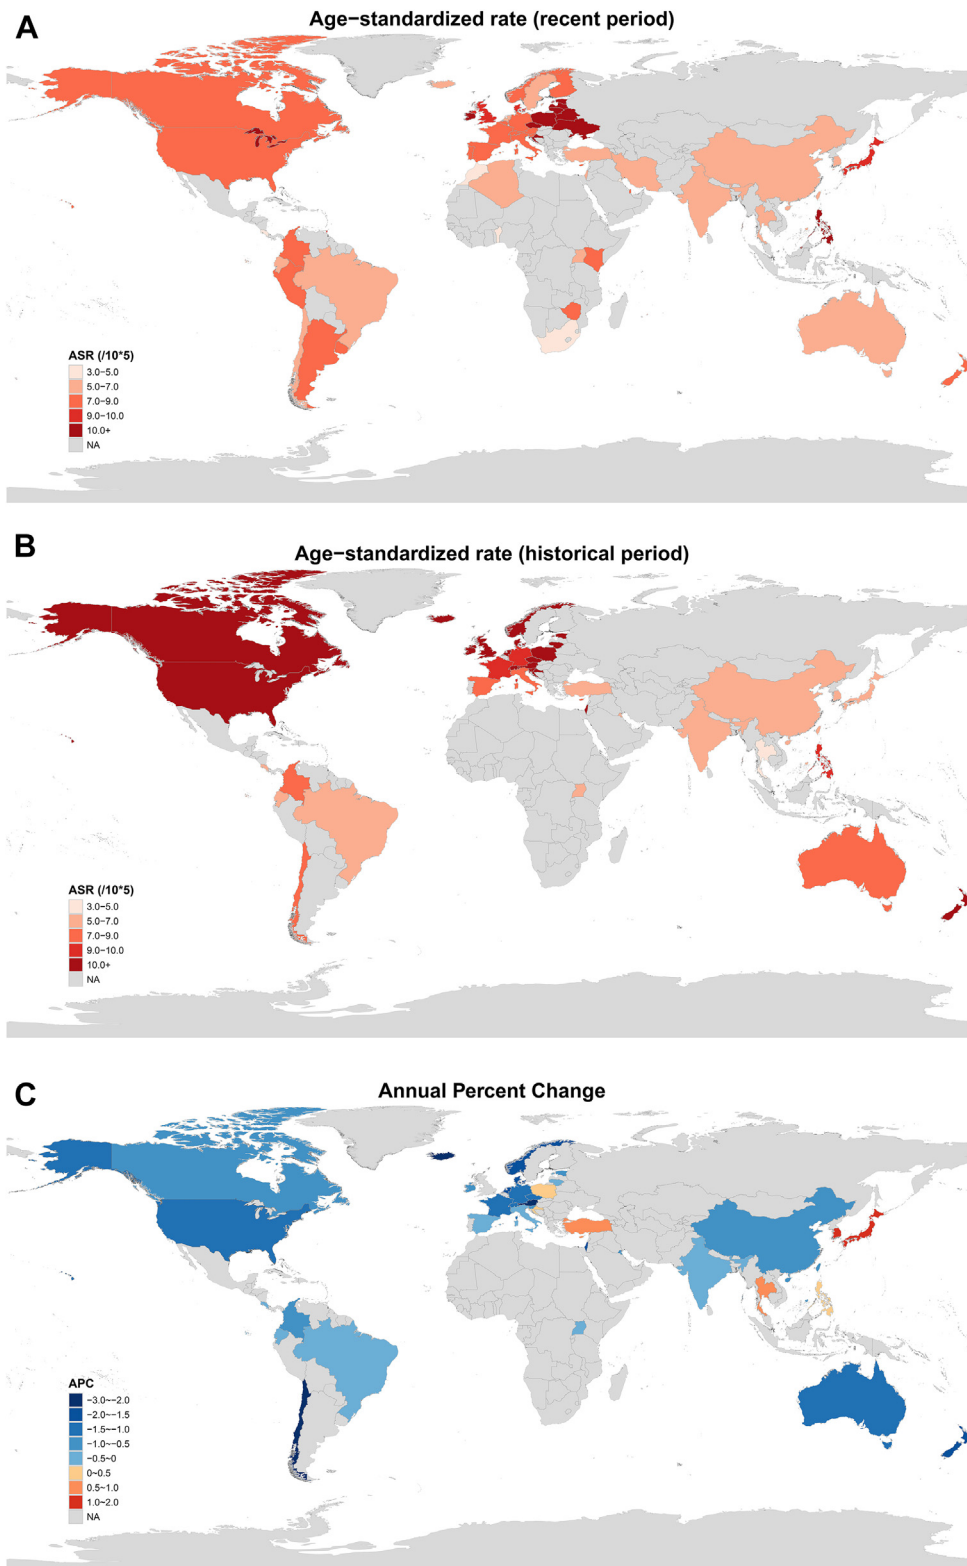 A
Age−standardized rate (recent period)
ASR (/10*5)
3.0−5.0
5.0−7.0
7.0−9.0
9.0−10.0
10.0+
NA
B
Age−standardized rate (historical period)
ASR (/10*5)
3.0−5.0
5.0−7.0
7.0−9.0
9.0−10.0
10.0+
NA
C
Annual Percent Change
APC
−3.0~−2.0
−2.0~−1.5
−1.5~−1.0
−1.0~−0.5
−0.5~0
0~0.5
0.5~1.0
1.0~2.0
NA